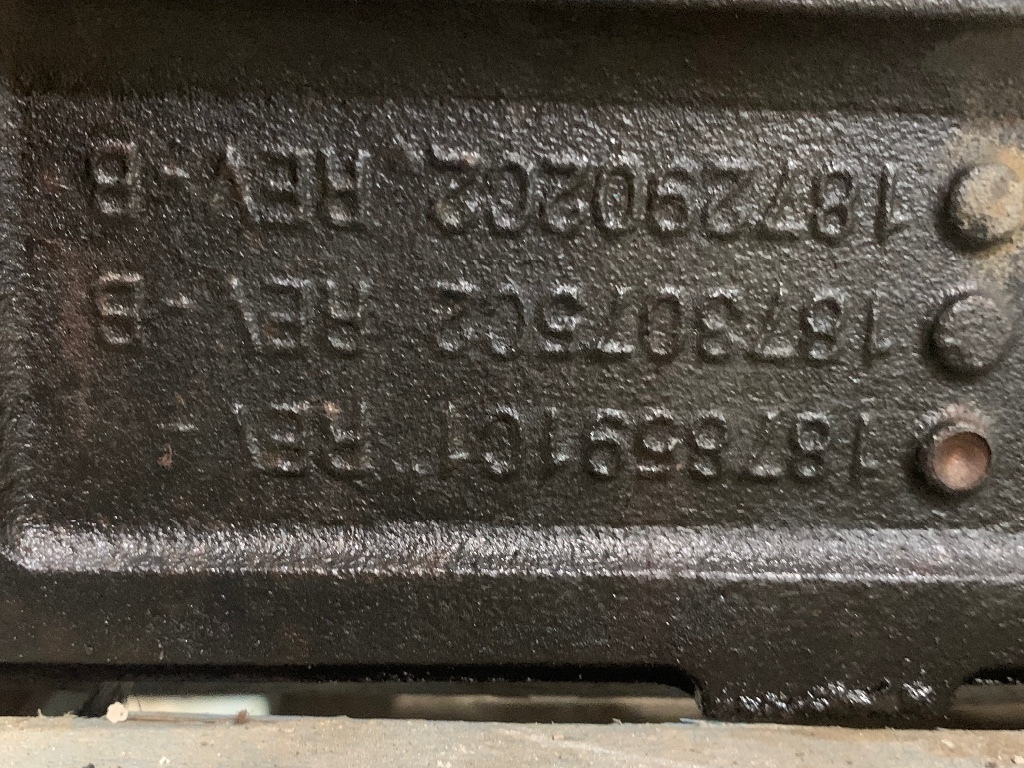 1878591C1 REV -
1873075C2 REV - B
1872902C2 REV - B